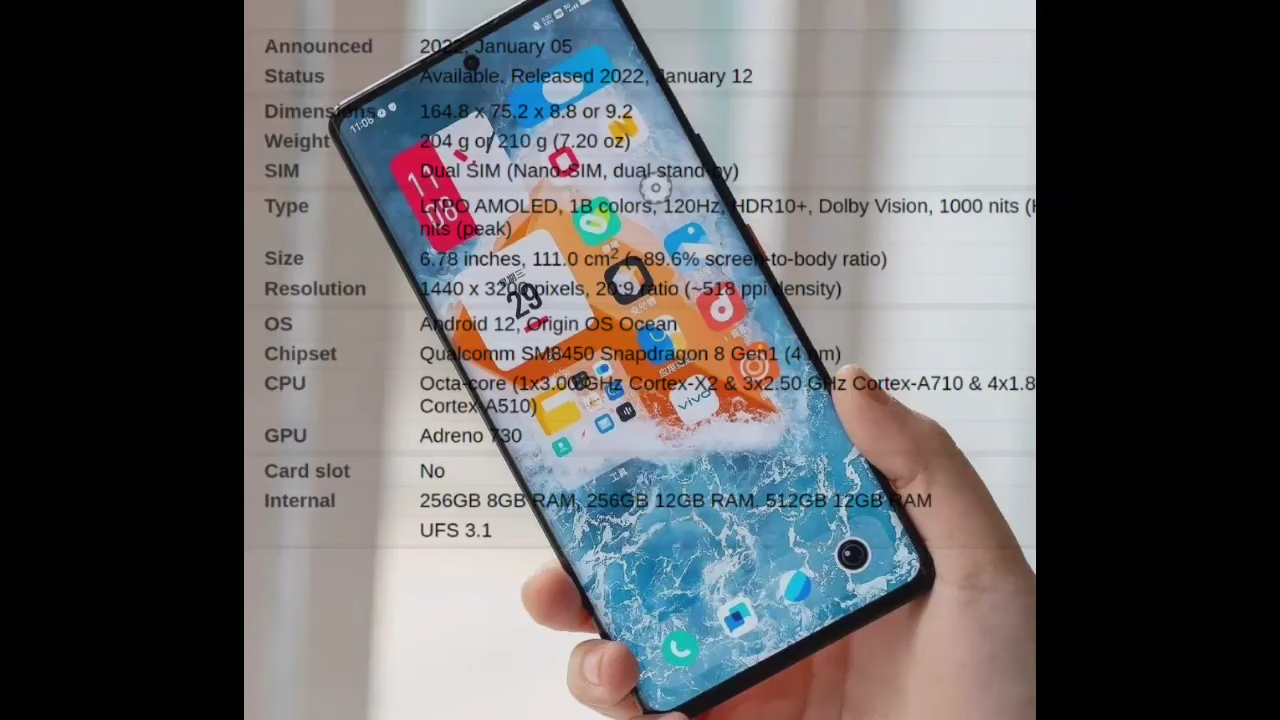 Announced 2022, January 05
Status Available. Released 2022, January 12
Dimensions 164.8 x 75.2 x 8.8 or 9.2
Weight 204 g or 210 g (7.20 oz)
SIM Dual SIM (Nano-SIM, dual stand-by)
Type LTPO AMOLED, 1B colors, 120Hz, HDR10+, Dolby Vision, 1000 nits (
nits (peak)
Size 6.78 inches, 111.0 cm² (~89.6% screen-to-body ratio)
Resolution 1440 x 3200 pixels, 20:9 ratio (~518 ppi density)
OS Android 12, Origin OS Ocean
Chipset Qualcomm SM8450 Snapdragon 8 Gen1 (4 nm)
CPU Octa-core (1x3.00 GHz Cortex-X2 & 3x2.50 GHz Cortex-A710 & 4x1.8
Cortex-A510)
GPU Adreno 730
Card slot No
Internal 256GB 8GB RAM, 256GB 12GB RAM, 512GB 12GB RAM
UFS 3.1
11:06
29
vivo
工具